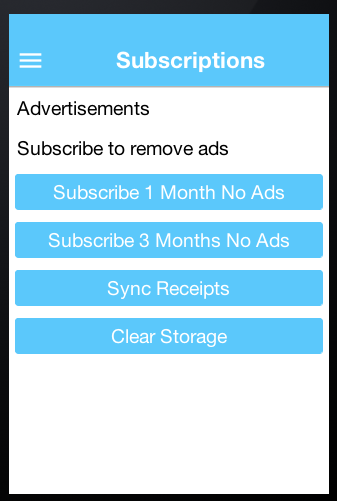 Subscriptions
Advertisements
Subscribe to remove ads
Subscribe 1 Month No Ads
Subscribe 3 Months No Ads
Sync Receipts
Clear Storage